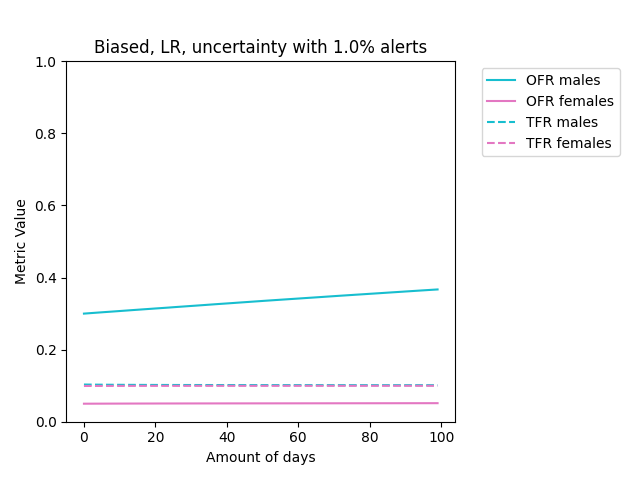 Biased, LR, uncertainty with 1.0% alerts
1.0
0.8
0.6
0.4
0.2
0.0
Metric Value
0 20 40 60 80 100
Amount of days
OFR males
OFR females
TFR males
TFR females